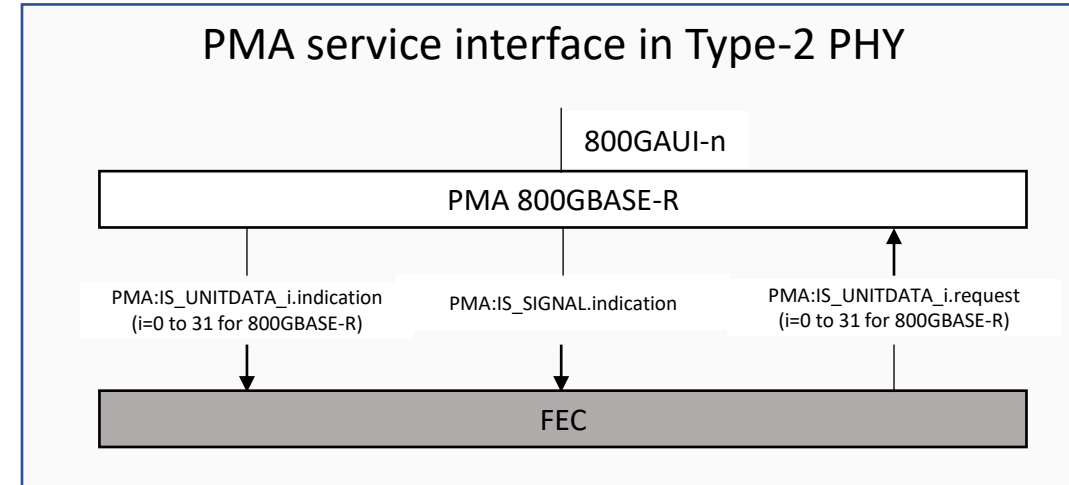 PMA service interface in Type-2 PHY
800GAUI-n
PMA 800GBASE-R
PMA:IS_UNITDATA_i.indication
(i=0 to 31 for 800GBASE-R)
PMA:IS_SIGNAL.indication
PMA:IS_UNITDATA_i.request
(i=0 to 31 for 800GBASE-R)
FEC